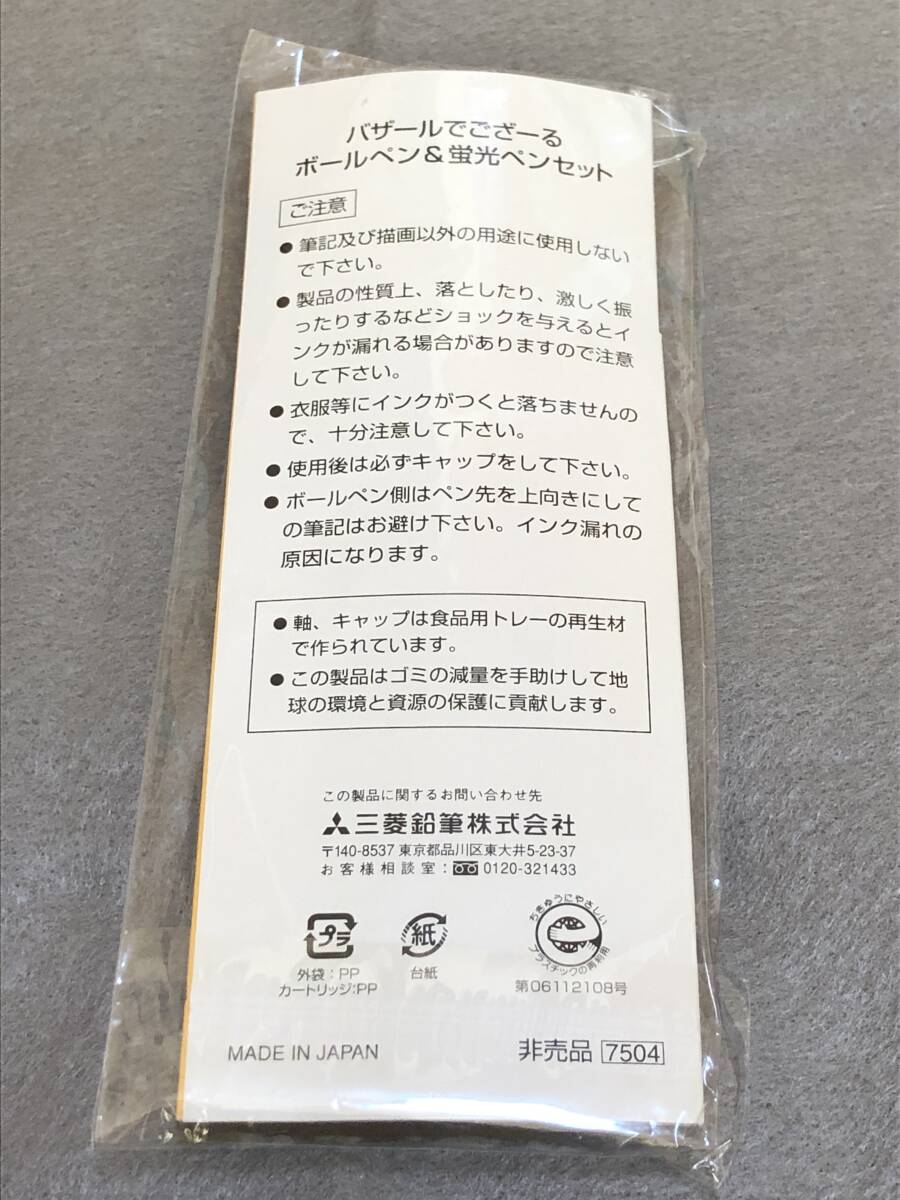 バザールでござーる
ボールペン&蛍光ペンセット
ご注意
● 筆記及び描画以外の用途に使用しない
で下さい。
● 製品の性質上、落としたり、激しく振
ったりするなどショックを与えるとイ
ンクが漏れる場合がありますので注意
して下さい。
● 衣服等にインクがつくと落ちませんの
で、十分注意して下さい。
● 使用後は必ずキャップをして下さい。
● ボールペン側はペン先を上向きにして
の筆記はお避け下さい。インク漏れの
原因になります。
● 軸、キャップは食品用トレーの再生材
で作られています。
● この製品はゴミの減量を手助けして地
球の環境と資源の保護に貢献します。
この製品に関するお問い合わせ先
三菱鉛筆株式会社
〒140-8537 東京都品川区東大井5-23-37
お客様相談室: 0120-321433
プラ
外袋:PP
カートリッジ:PP
紙
台紙
ちきゅうにやさしい
プラスチックの再利用
第06112108号
MADE IN JAPAN
非売品 7504